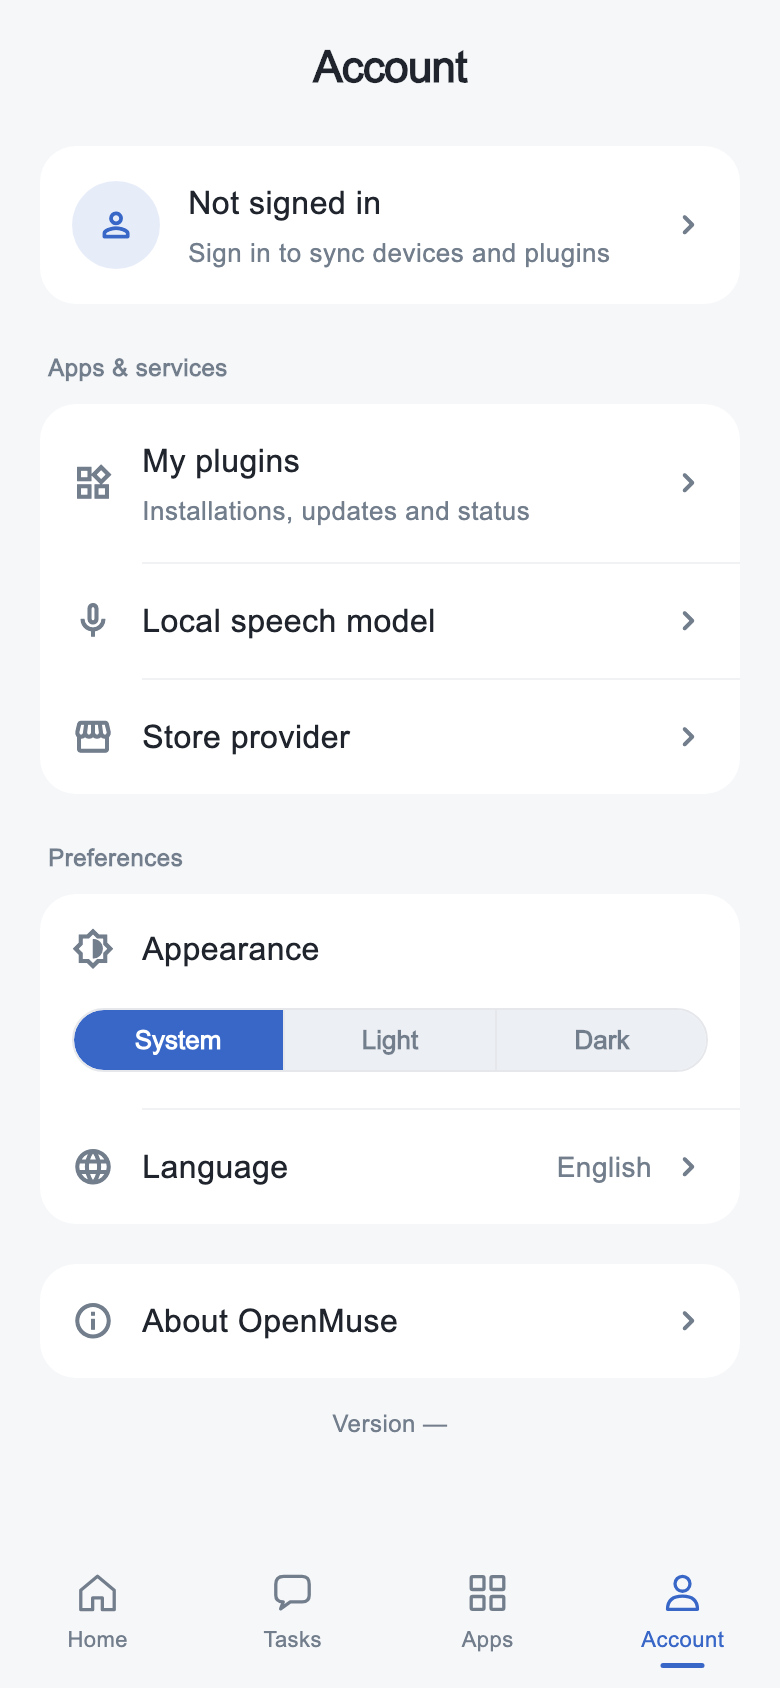 Account
Not signed in
Sign in to sync devices and plugins
Apps & services
My plugins
Installations, updates and status
Local speech model
Store provider
Preferences
Appearance
System Light Dark
Language English
About OpenMuse
Version —
Home Tasks Apps Account